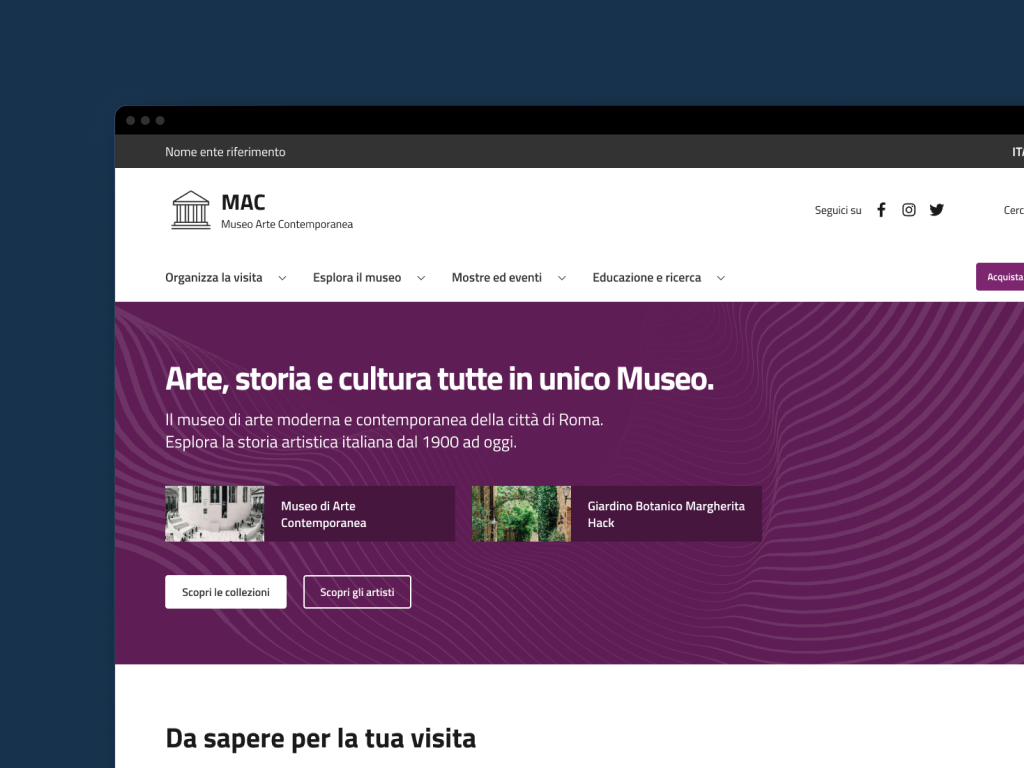 Nome ente riferimento
MAC
Museo Arte Contemporanea
Seguici su
Organizza la visita
Esplora il museo
Mostre ed eventi
Educazione e ricerca
Acquista
Arte, storia e cultura tutte in unico Museo.
Il museo di arte moderna e contemporanea della città di Roma.
Esplora la storia artistica italiana dal 1900 ad oggi.
Museo di Arte
Contemporanea
Giardino Botanico Margherita
Hack
Scopri le collezioni
Scopri gli artisti
Da sapere per la tua visita